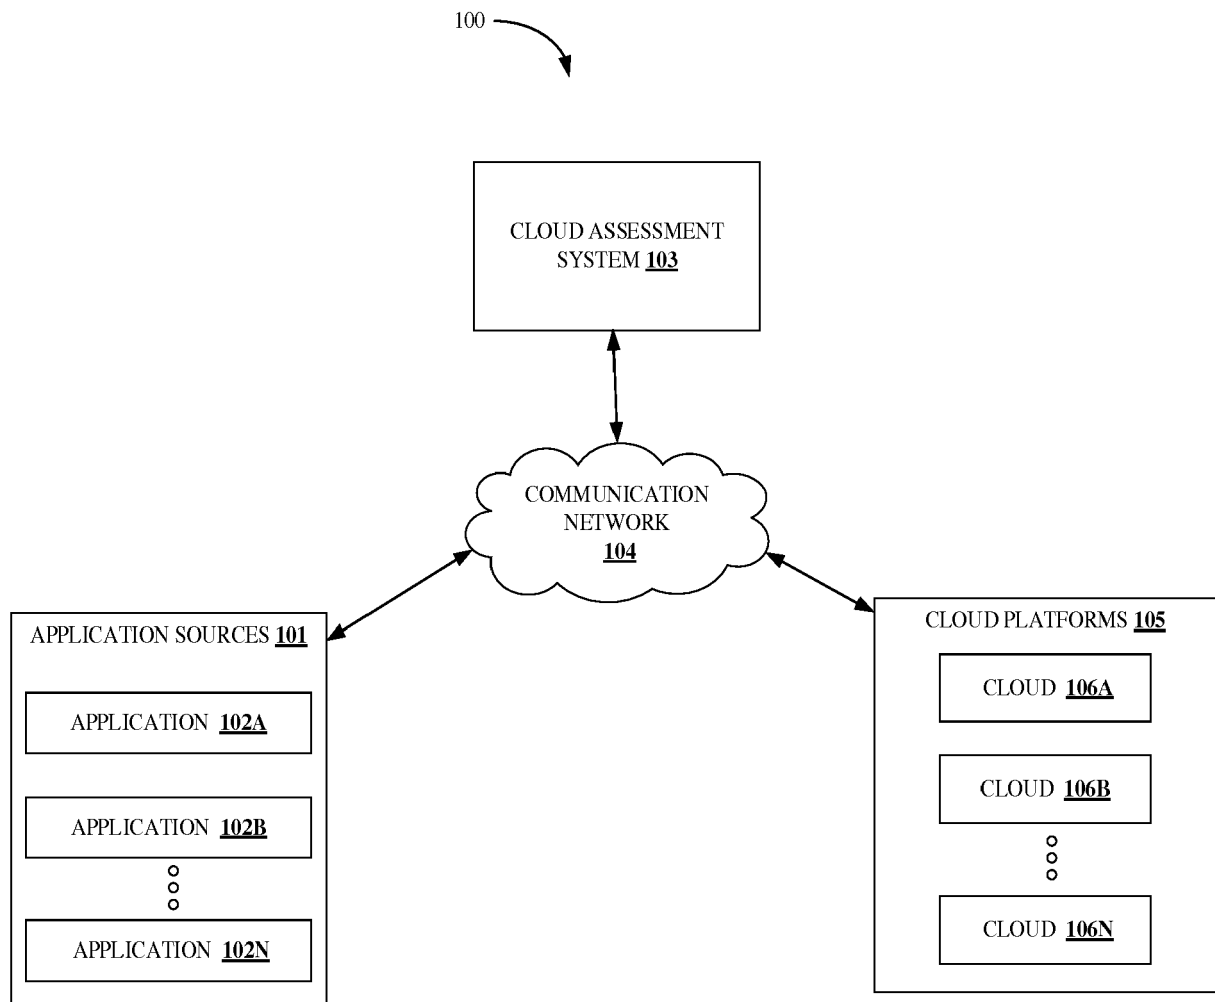 100
CLOUD ASSESSMENT
SYSTEM 103
COMMUNICATION
NETWORK
104
APPLICATION SOURCES 101
APPLICATION 102A
APPLICATION 102B
APPLICATION 102N
CLOUD PLATFORMS 105
CLOUD 106A
CLOUD 106B
CLOUD 106N